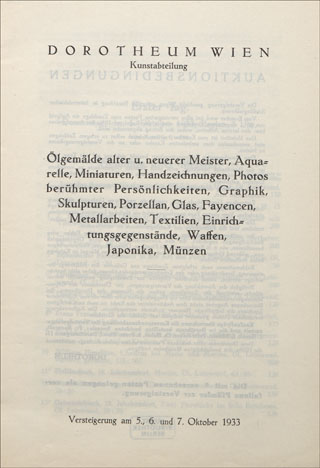 DOROTHEUM WIEN
Kunstabteilung
Ölgemälde alter u. neuerer Meister, Aqua=
relle, Miniaturen, Handzeichnungen, Photos
berühmter Persönlichkeiten, Graphik,
Skulpturen, Porzellan, Glas, Fayencen,
Metallarbeiten, Textilien, Einrich=
tungsgegenstände, Waffen,
Japonika, Münzen
Versteigerung am 5., 6. und 7. Oktober 1933